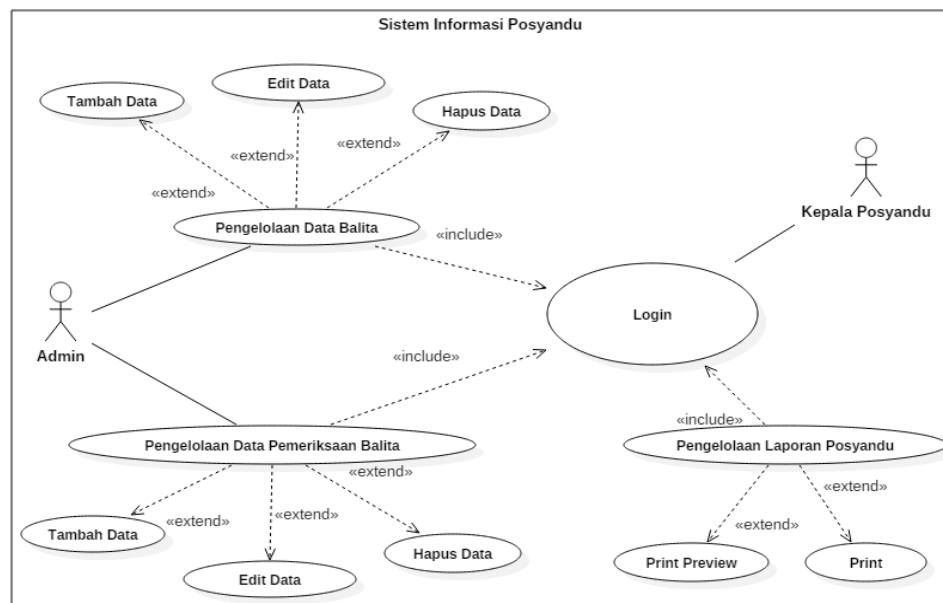 Sistem Informasi Posyandu
Edit Data
Tambah Data
Hapus Data
«extend»
«extend»
«extend»
Pengelolaan Data Balita
«include»
Kepala Posyandu
Login
Admin
«include»
«include»
Pengelolaan Data Pemeriksaan Balita
Pengelolaan Laporan Posyandu
«extend»
«extend»
«extend»
«extend»
«extend»
Tambah Data
Edit Data
Hapus Data
Print Preview
Print